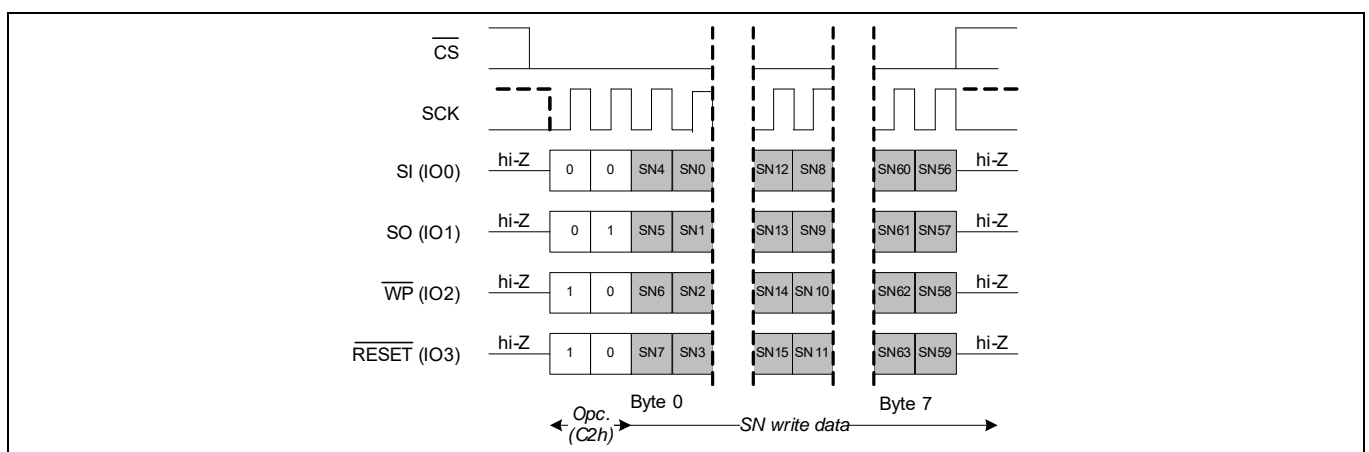 CS
SCK
SI (IO0) hi-Z 0 0 SN4 SN0 SN12 SN8 SN60 SN56 hi-Z
SO (IO1) hi-Z 0 1 SN5 SN1 SN13 SN9 SN61 SN57 hi-Z
WP (IO2) hi-Z 1 0 SN6 SN2 SN14 SN 10 SN62 SN58 hi-Z
RESET (IO3) hi-Z 1 0 SN7 SN3 SN15 SN 11 SN63 SN59 hi-Z
Byte 0 Byte 7
Opc. SN write data
(C2h)